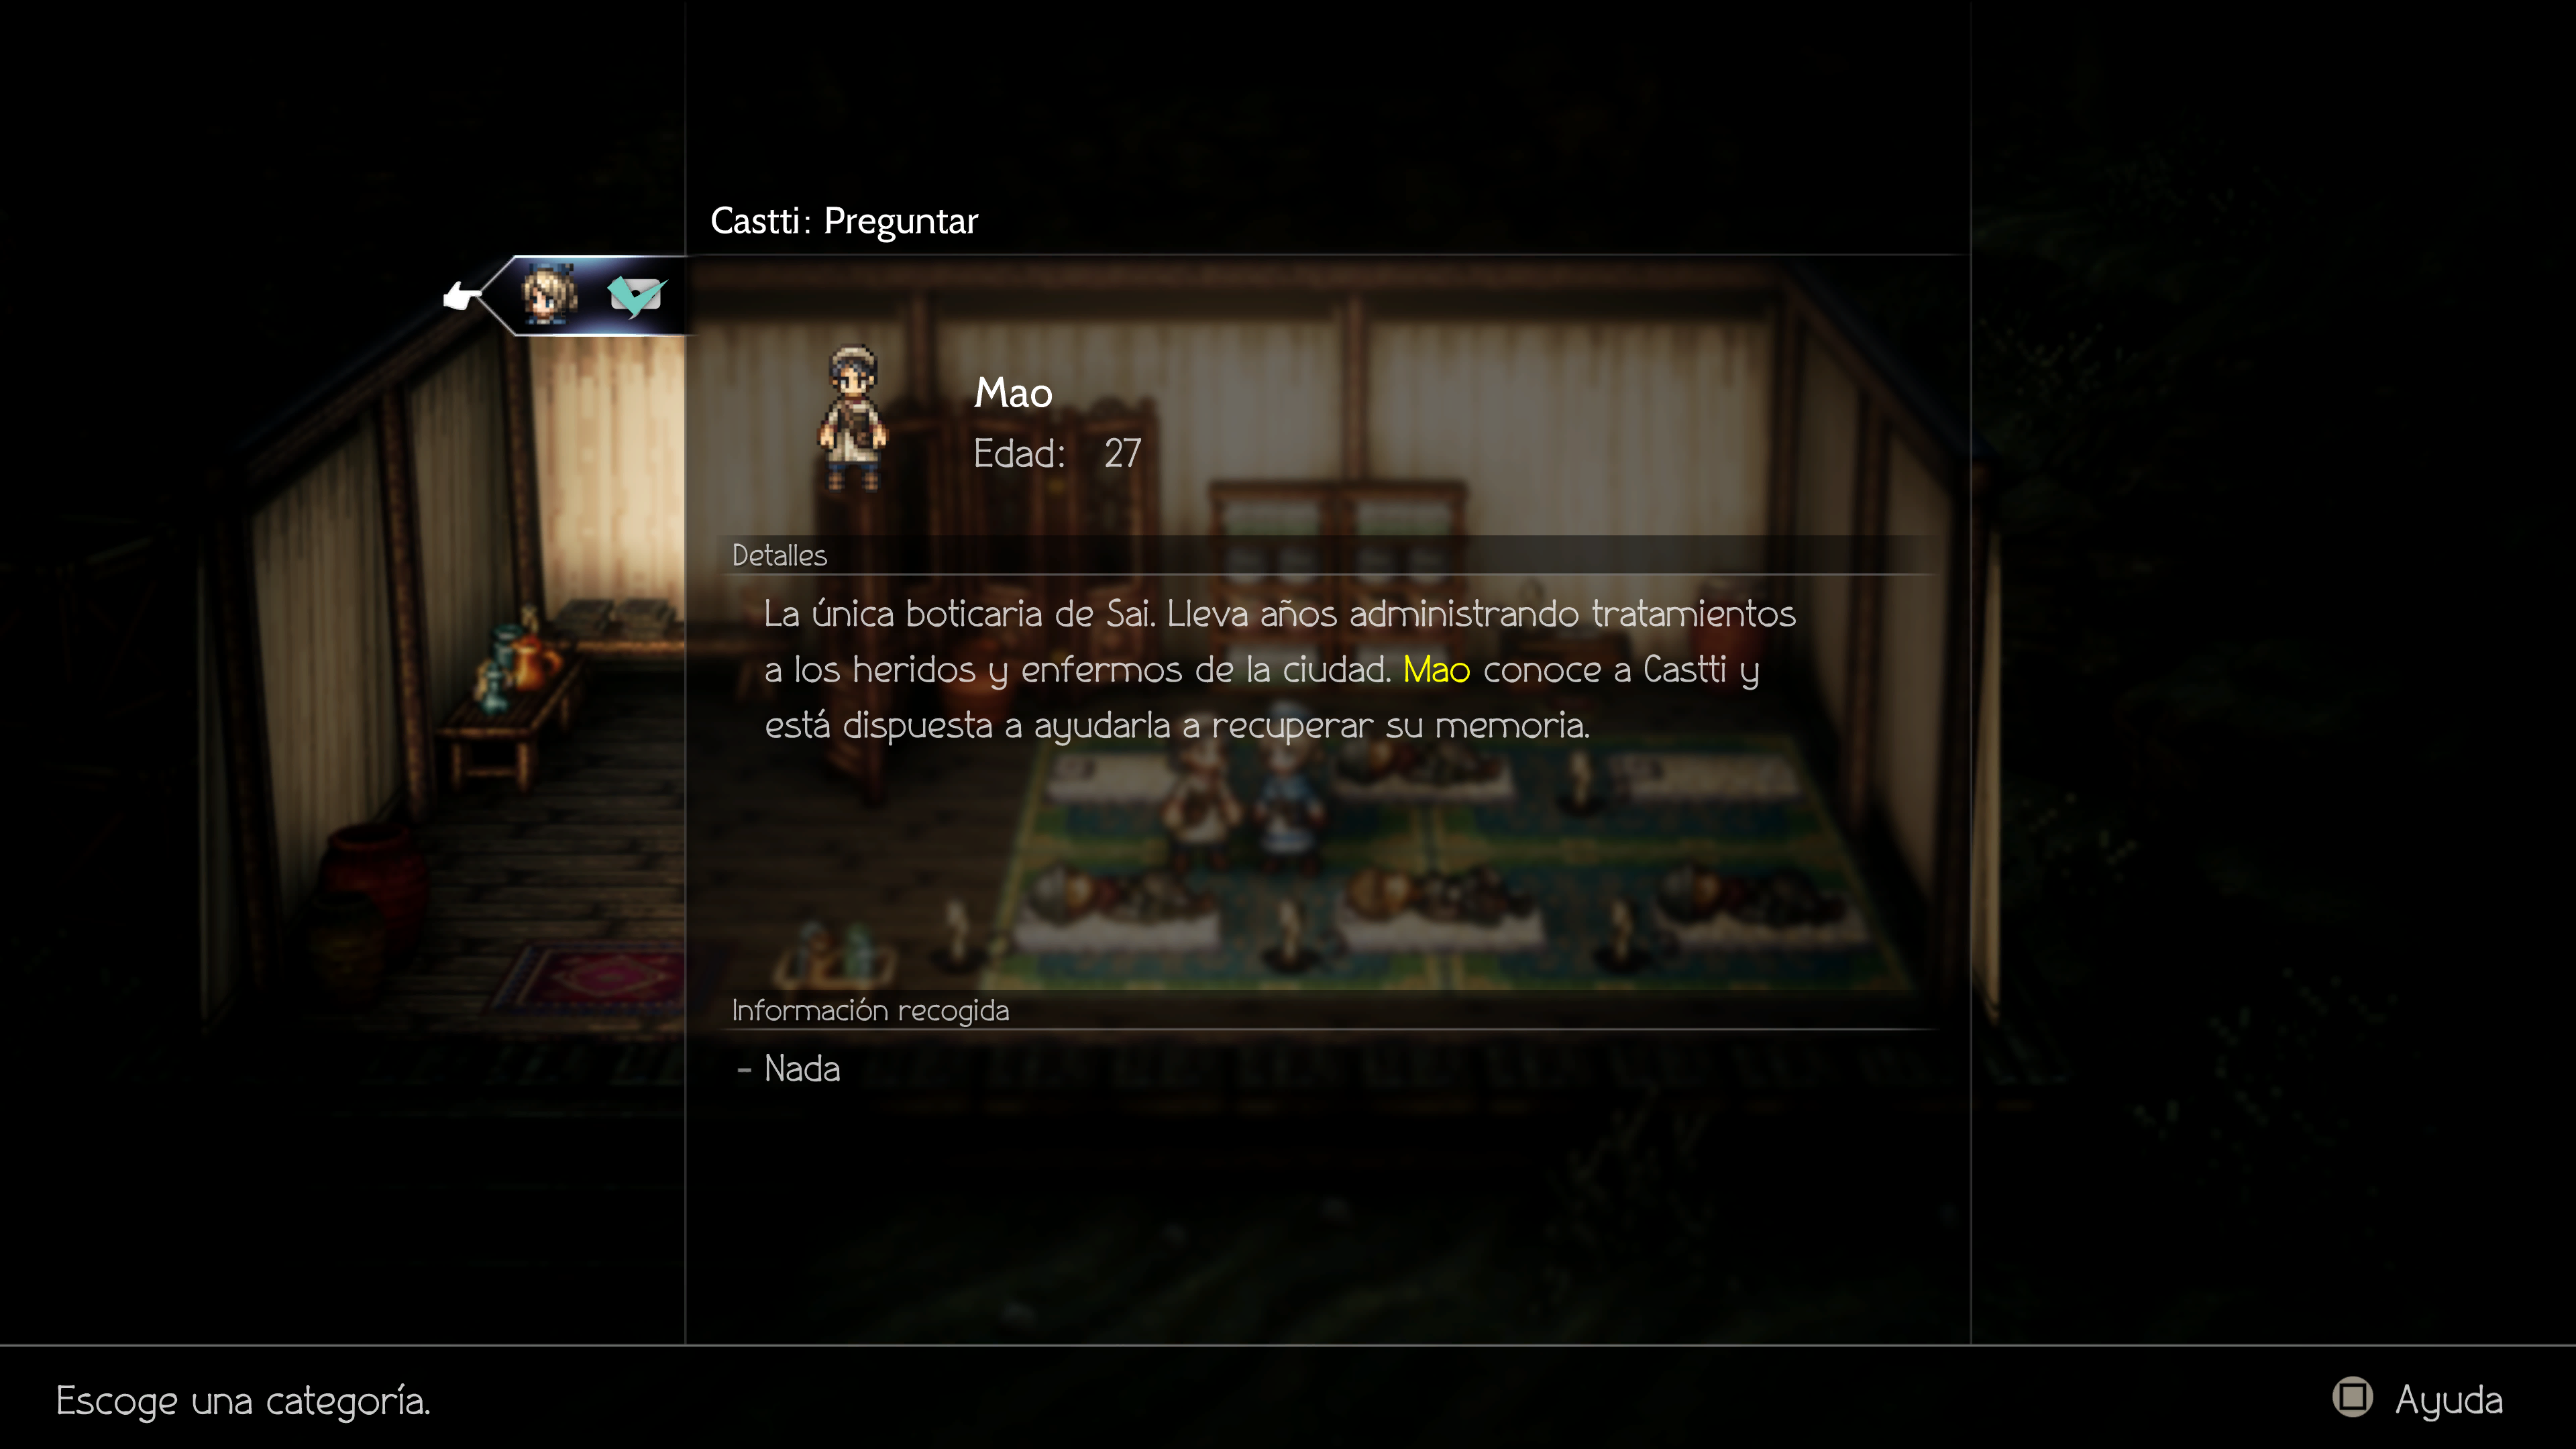 Castti: Preguntar
Mao
Edad: 27
Detalles
La única boticaria de Sai. Lleva años administrando tratamientos
a los heridos y enfermos de la ciudad. Mao conoce a Castti y
está dispuesta a ayudarla a recuperar su memoria.
Información recogida
- Nada
Escoge una categoría.
Ayuda